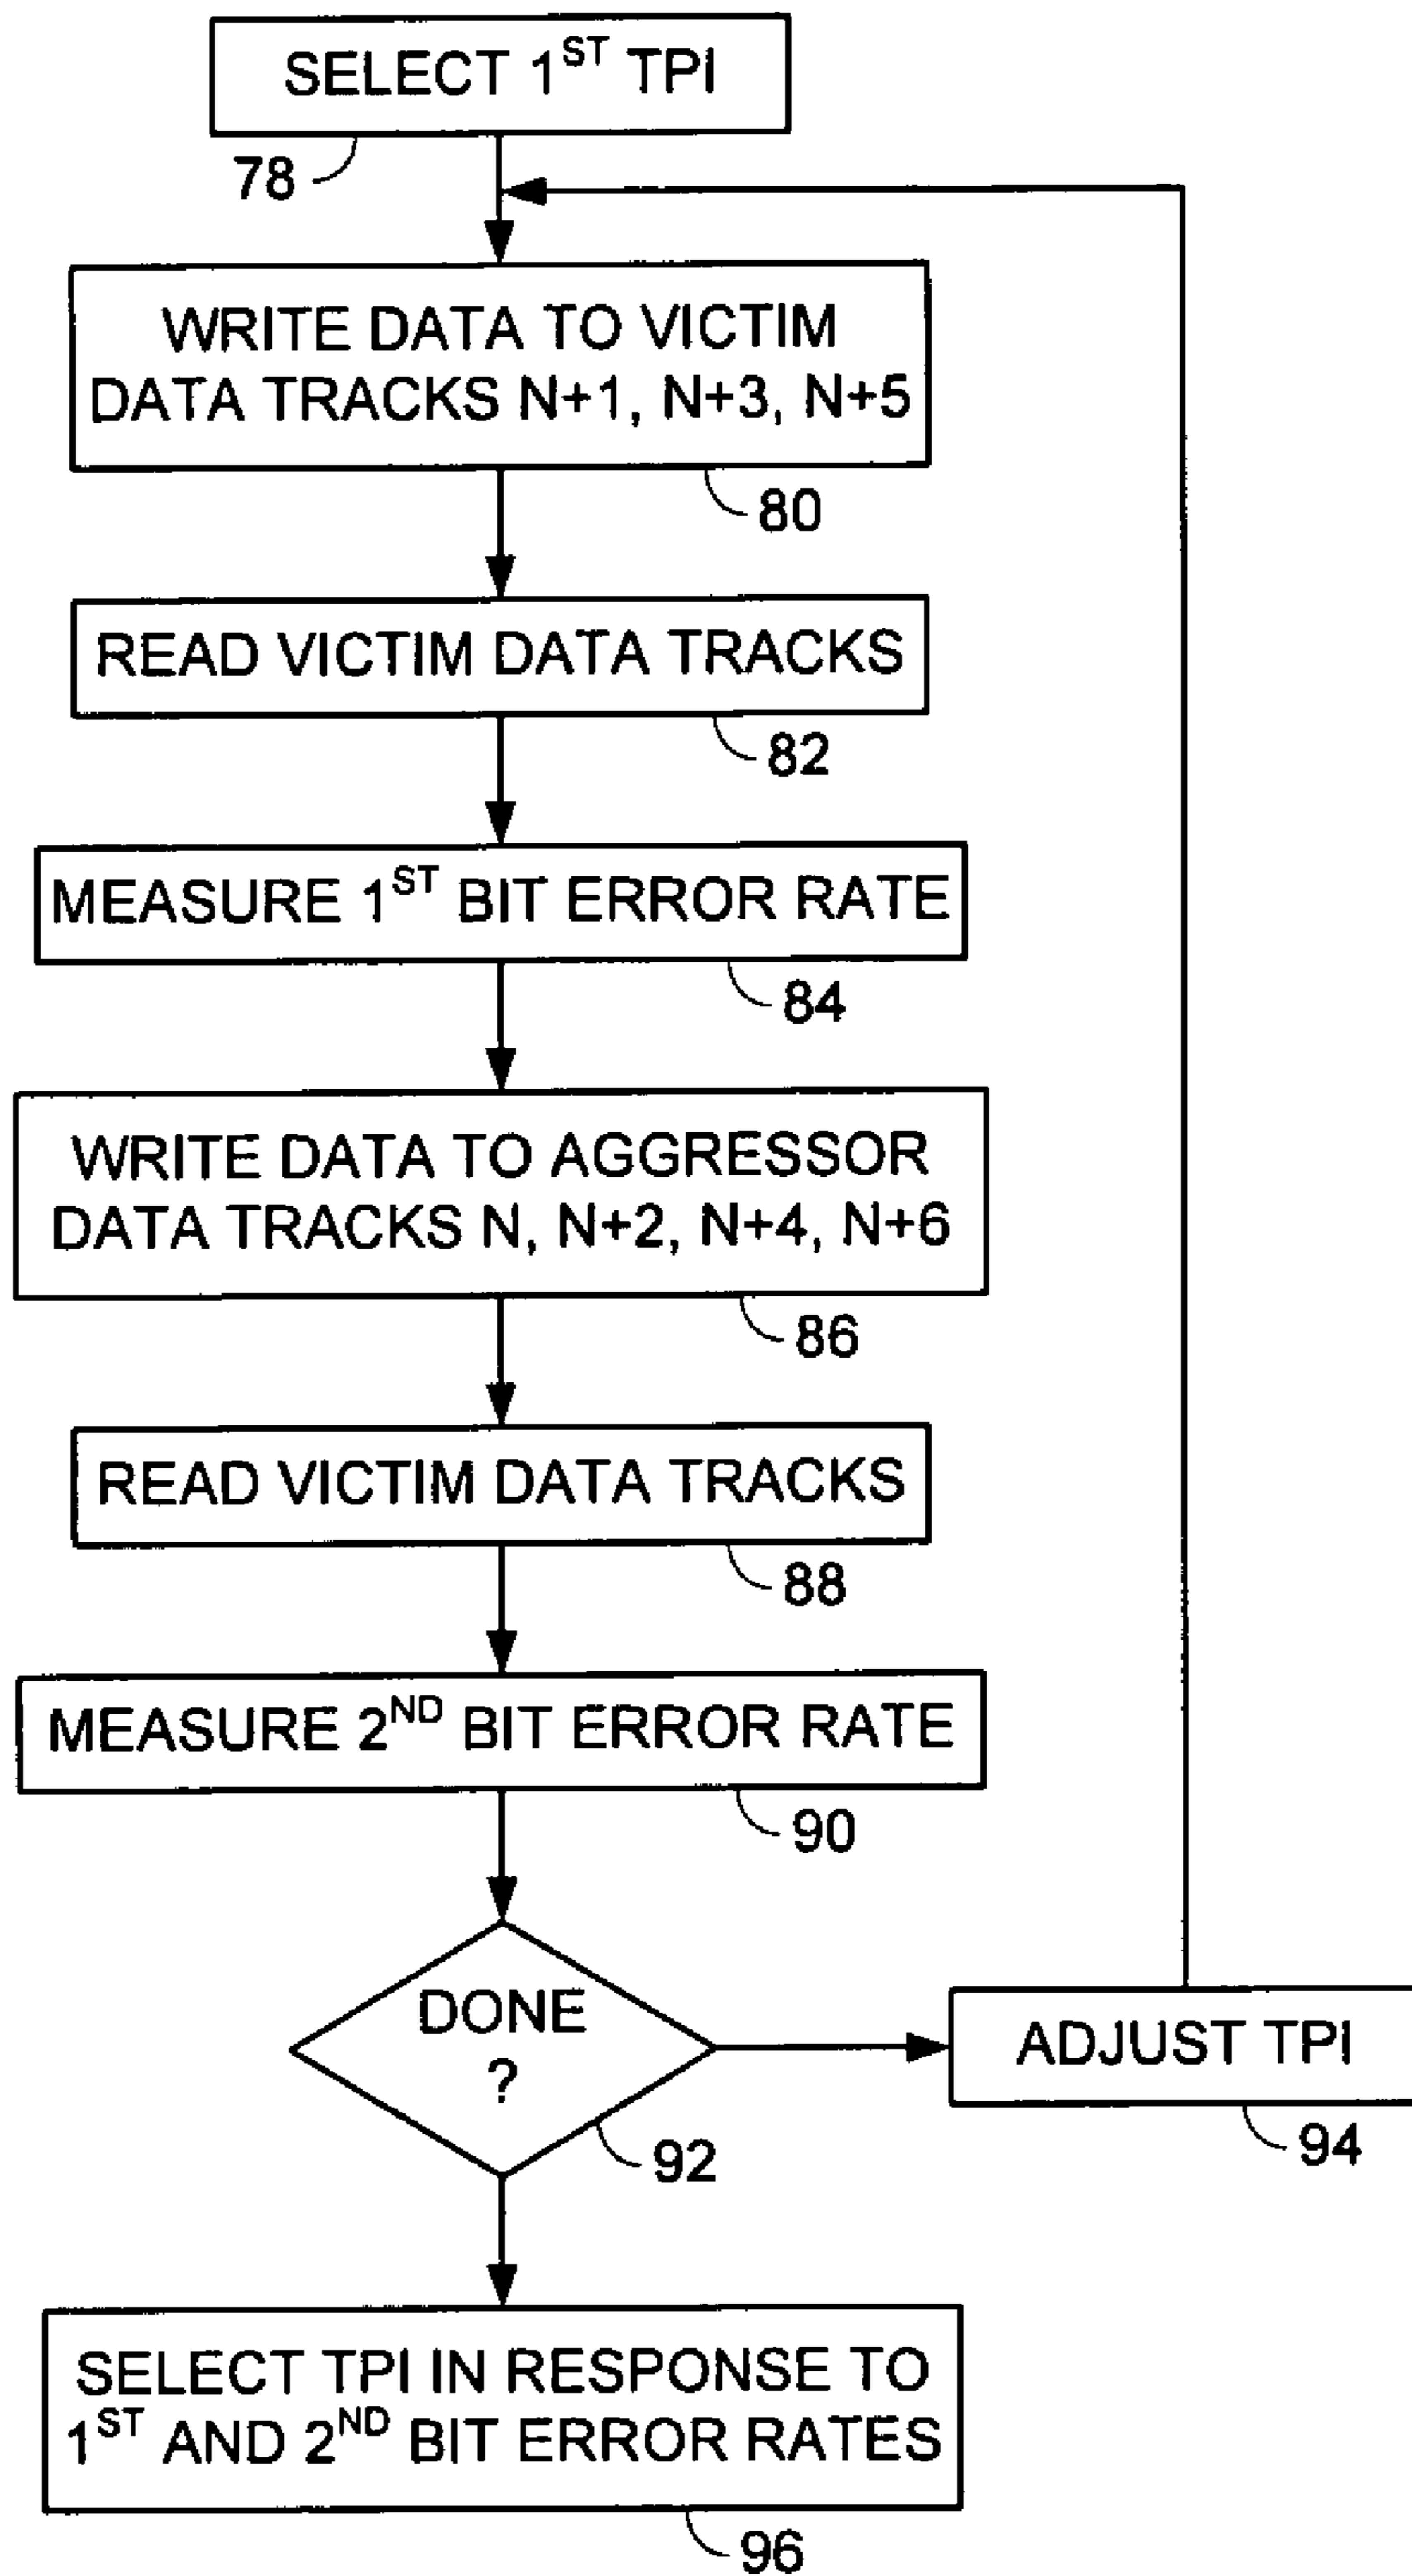 SELECT 1ST TPI
78
WRITE DATA TO VICTIM
DATA TRACKS N+1, N+3, N+5
80
READ VICTIM DATA TRACKS
82
MEASURE 1ST BIT ERROR RATE
84
WRITE DATA TO AGGRESSOR
DATA TRACKS N, N+2, N+4, N+6
86
READ VICTIM DATA TRACKS
88
MEASURE 2ND BIT ERROR RATE
90
DONE
?
92
ADJUST TPI
94
SELECT TPI IN RESPONSE TO
1ST AND 2ND BIT ERROR RATES
96